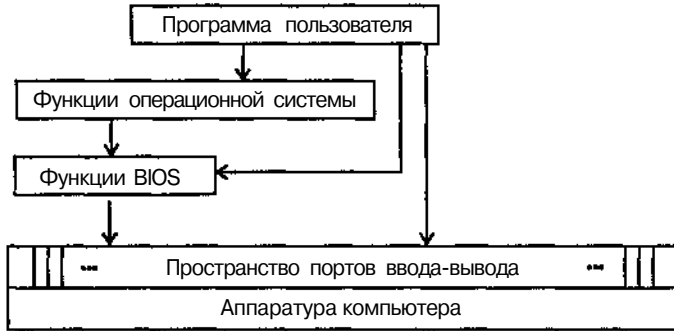 Программа пользователя
Функции операционной системы
Функции BIOS
... Пространство портов ввода-вывода ...
Аппаратура компьютера